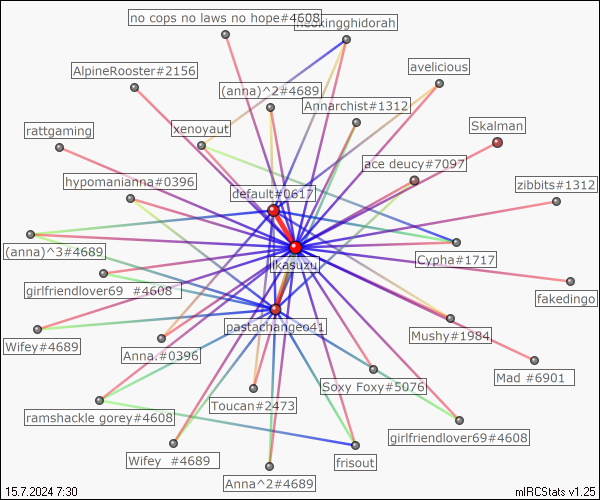 no cops no laws no hope#4608
neokingghidorah
AlpineRooster#2156
avelicious
(anna)^2#4689
Annarchist#1312
Skalman
rattgaming
xenoyaut
ace deucy#7097
hypomanianna#0396
default#0617
zibbits#1312
(anna)^3#4689
ikasuzu
Cypha#1717
girlfriendlover69 #4608
fakedingo
pastachangeo41
Wifey#4689
Anna.#0396
Mushy#1984
Mad #6901
Soxy Foxy#5076
Toucan#2473
ramshackle gorey#4608
girlfriendlover69#4608
Wifey #4689
frisout
Anna^2#4689
15.7.2024 7:30
mIRCStats v1.25